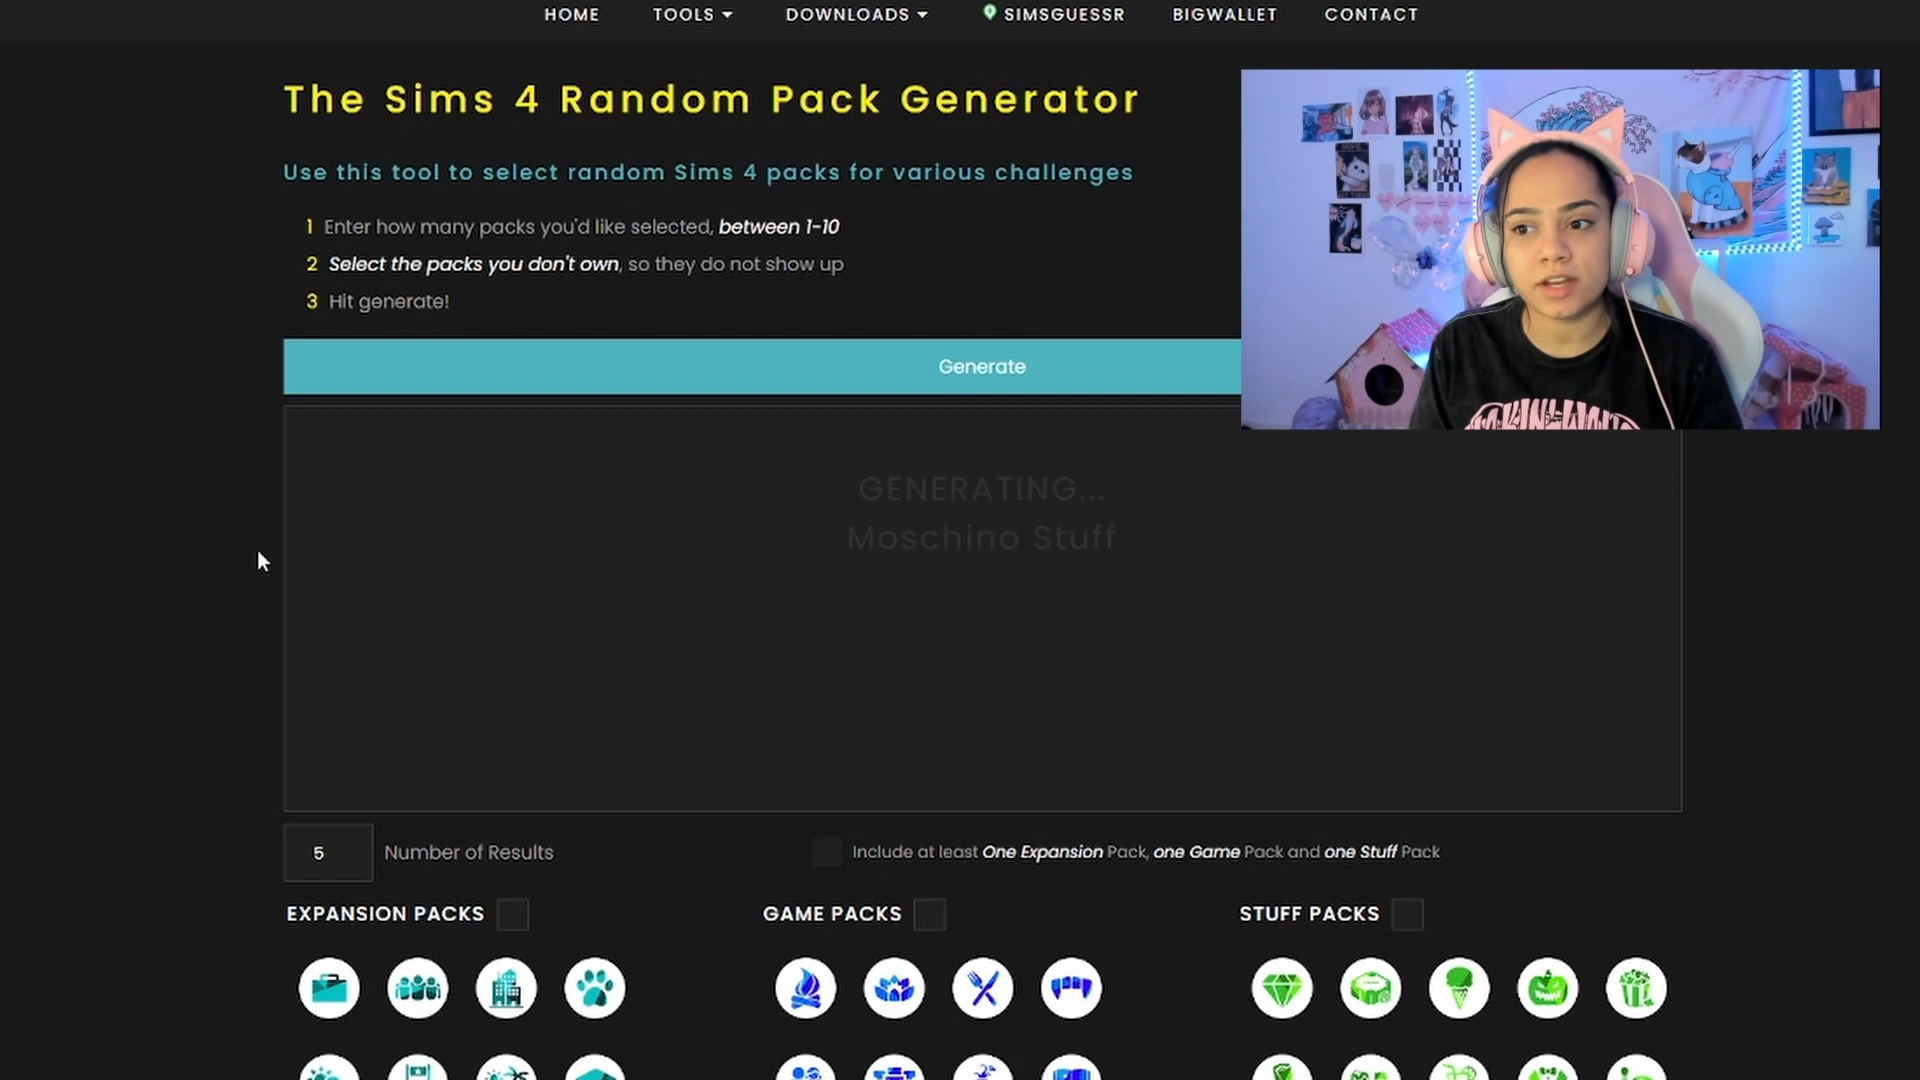 HOME TOOLS DOWNLOADS SIMSGUESSR BIGWALLET CONTACT
The Sims 4 Random Pack Generator
Use this tool to select random Sims 4 packs for various challenges
1 Enter how many packs you'd like selected, between 1-10
2 Select the packs you don't own, so they do not show up
3 Hit generate!
Generate
GENERATING...
Moschino Stuff
5 Number of Results
Include at least One Expansion Pack, one Game Pack and one Stuff Pack
EXPANSION PACKS
GAME PACKS
STUFF PACKS